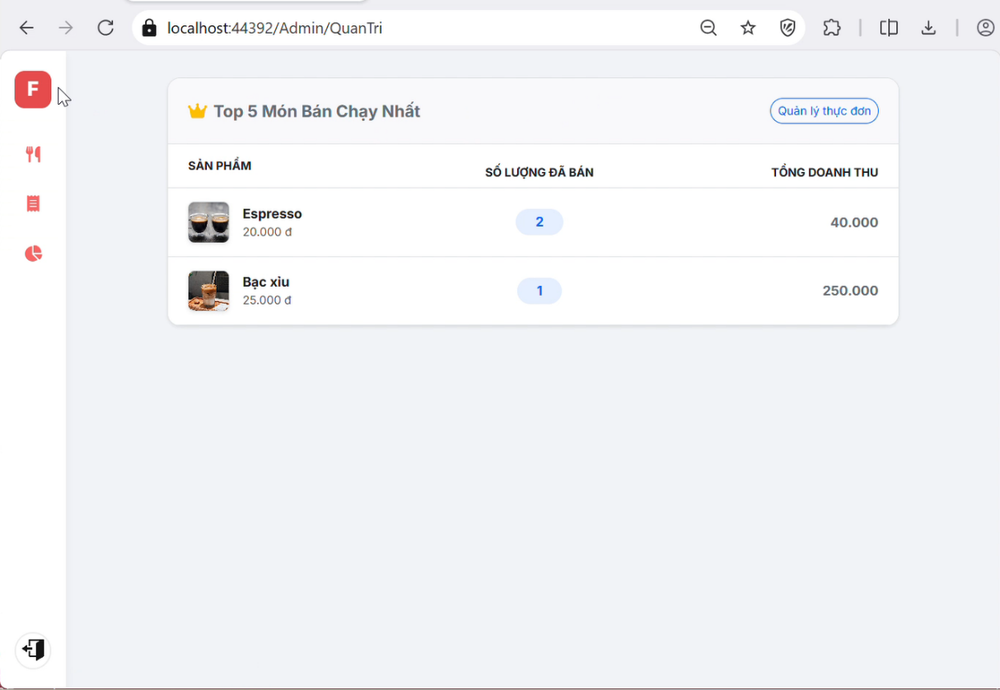 localhost:44392/Admin/QuanTri
F
Top 5 Món Bán Chạy Nhất
Quản lý thực đơn
SẢN PHẨM
SỐ LƯỢNG ĐÃ BÁN
TỔNG DOANH THU
Espresso
20.000 đ
2
40.000
Bạc xỉu
25.000 đ
1
250.000